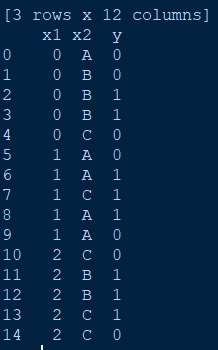 [3 rows x 12 columns]
    x1 x2  y
0    0  A  0
1    0  B  0
2    0  B  1
3    0  B  1
4    0  C  0
5    1  A  0
6    1  A  1
7    1  C  1
8    1  A  1
9    1  A  0
10   2  C  0
11   2  B  1
12   2  B  1
13   2  C  1
14   2  C  0